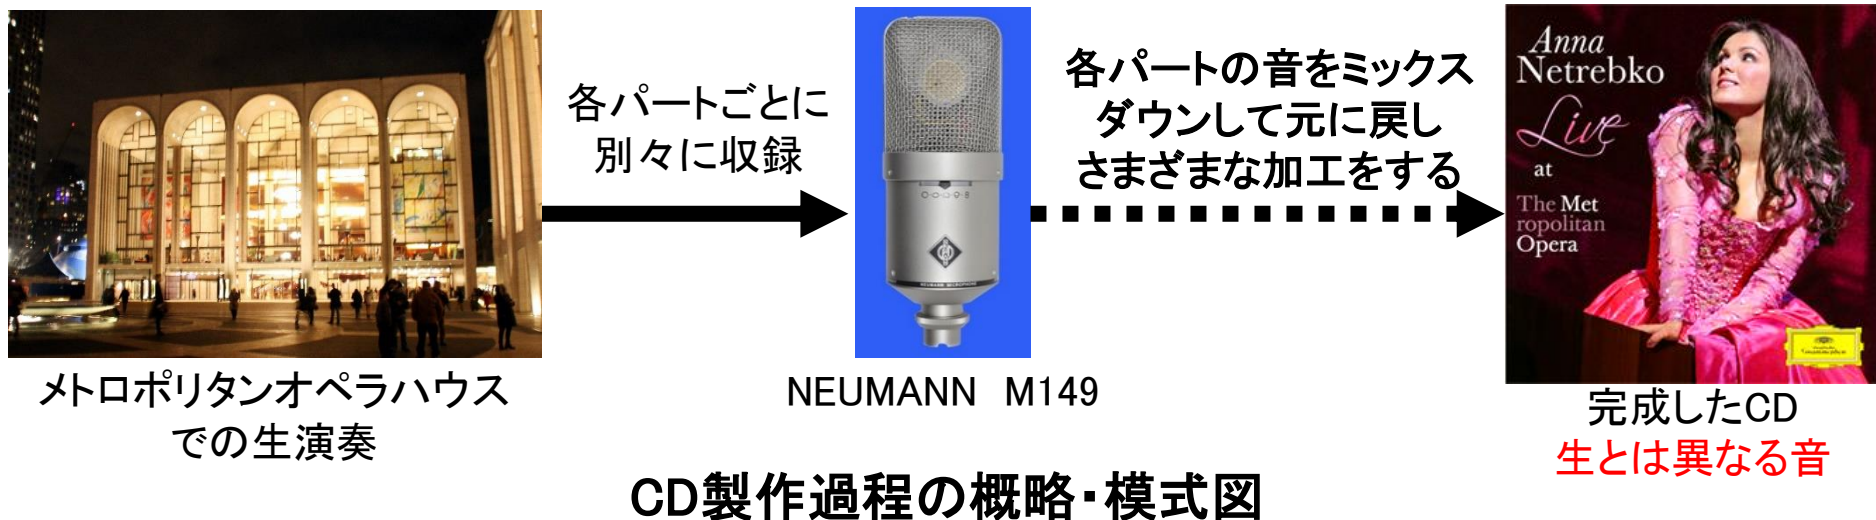 各パートごとに
別々に収録
各パートの音をミックス
ダウンして元に戻し
さまざまな加工をする
Anna
Netrebko
Live
at
The Met
ropolitan
Opera
メトロポリタンオペラハウス
での生演奏
NEUMANN M149
完成したCD
生とは異なる音
CD製作過程の概略・模式図